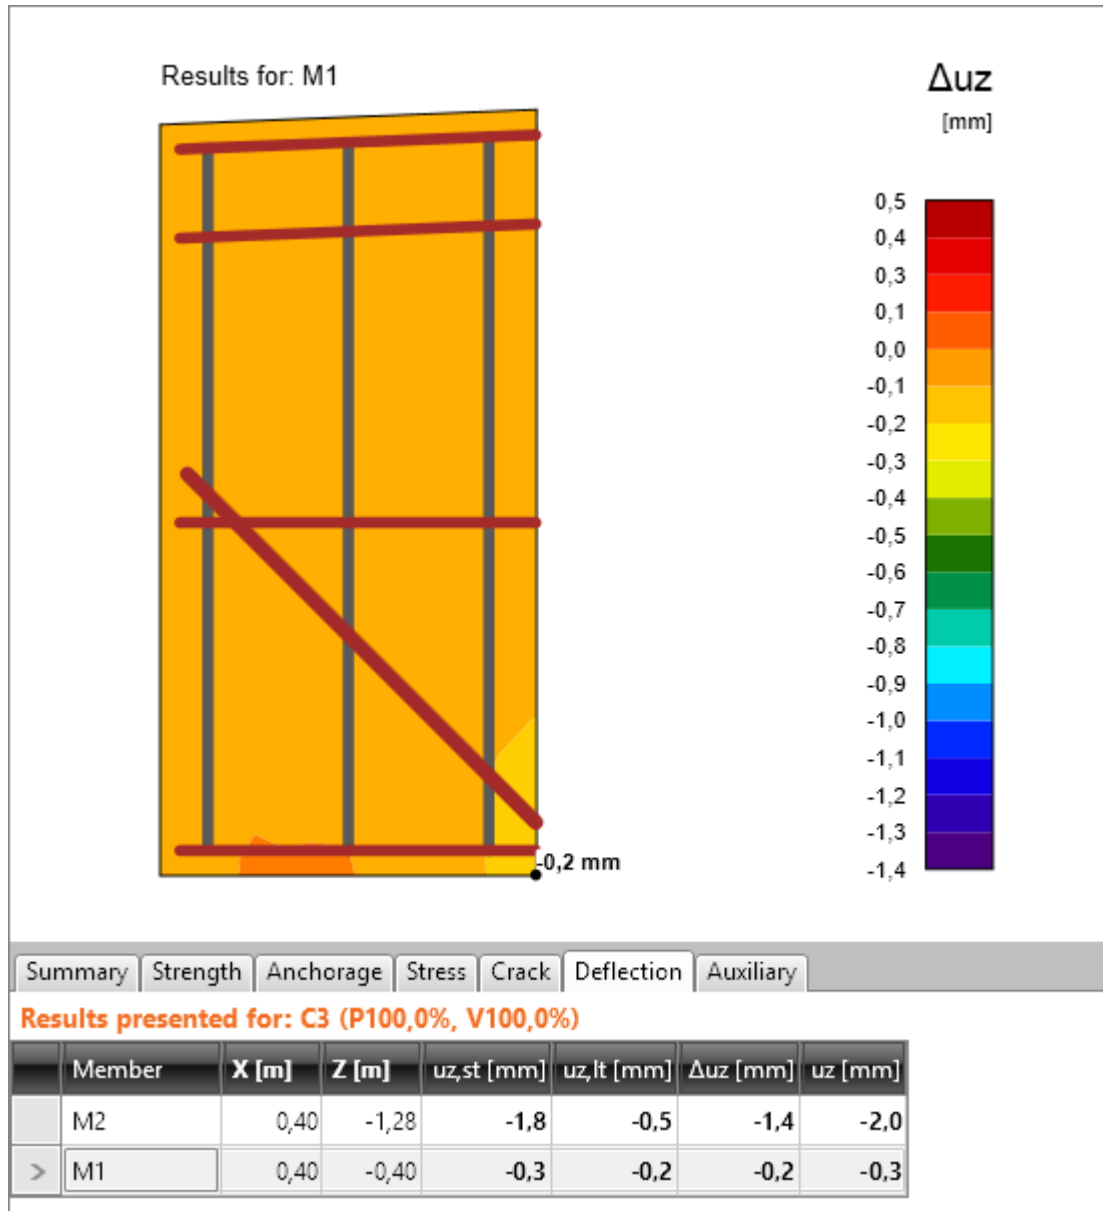 Results for: M1
Δuz
[mm]
0,5
0,4
0,3
0,1
0,0
-0,1
-0,2
-0,3
-0,4
-0,5
-0,6
-0,7
-0,8
-0,9
-1,0
-1,1
-1,2
-1,3
-1,4
-0,2 mm
Summary Strength Anchorage Stress Crack Deflection Auxiliary
Results presented for: C3 (P100,0%, V100,0%)
Member X [m] Z [m] uz,st [mm] uz,lt [mm] Δuz [mm] uz [mm]
M2 0,40 -1,28 -1,8 -0,5 -1,4 -2,0
> M1 0,40 -0,40 -0,3 -0,2 -0,2 -0,3